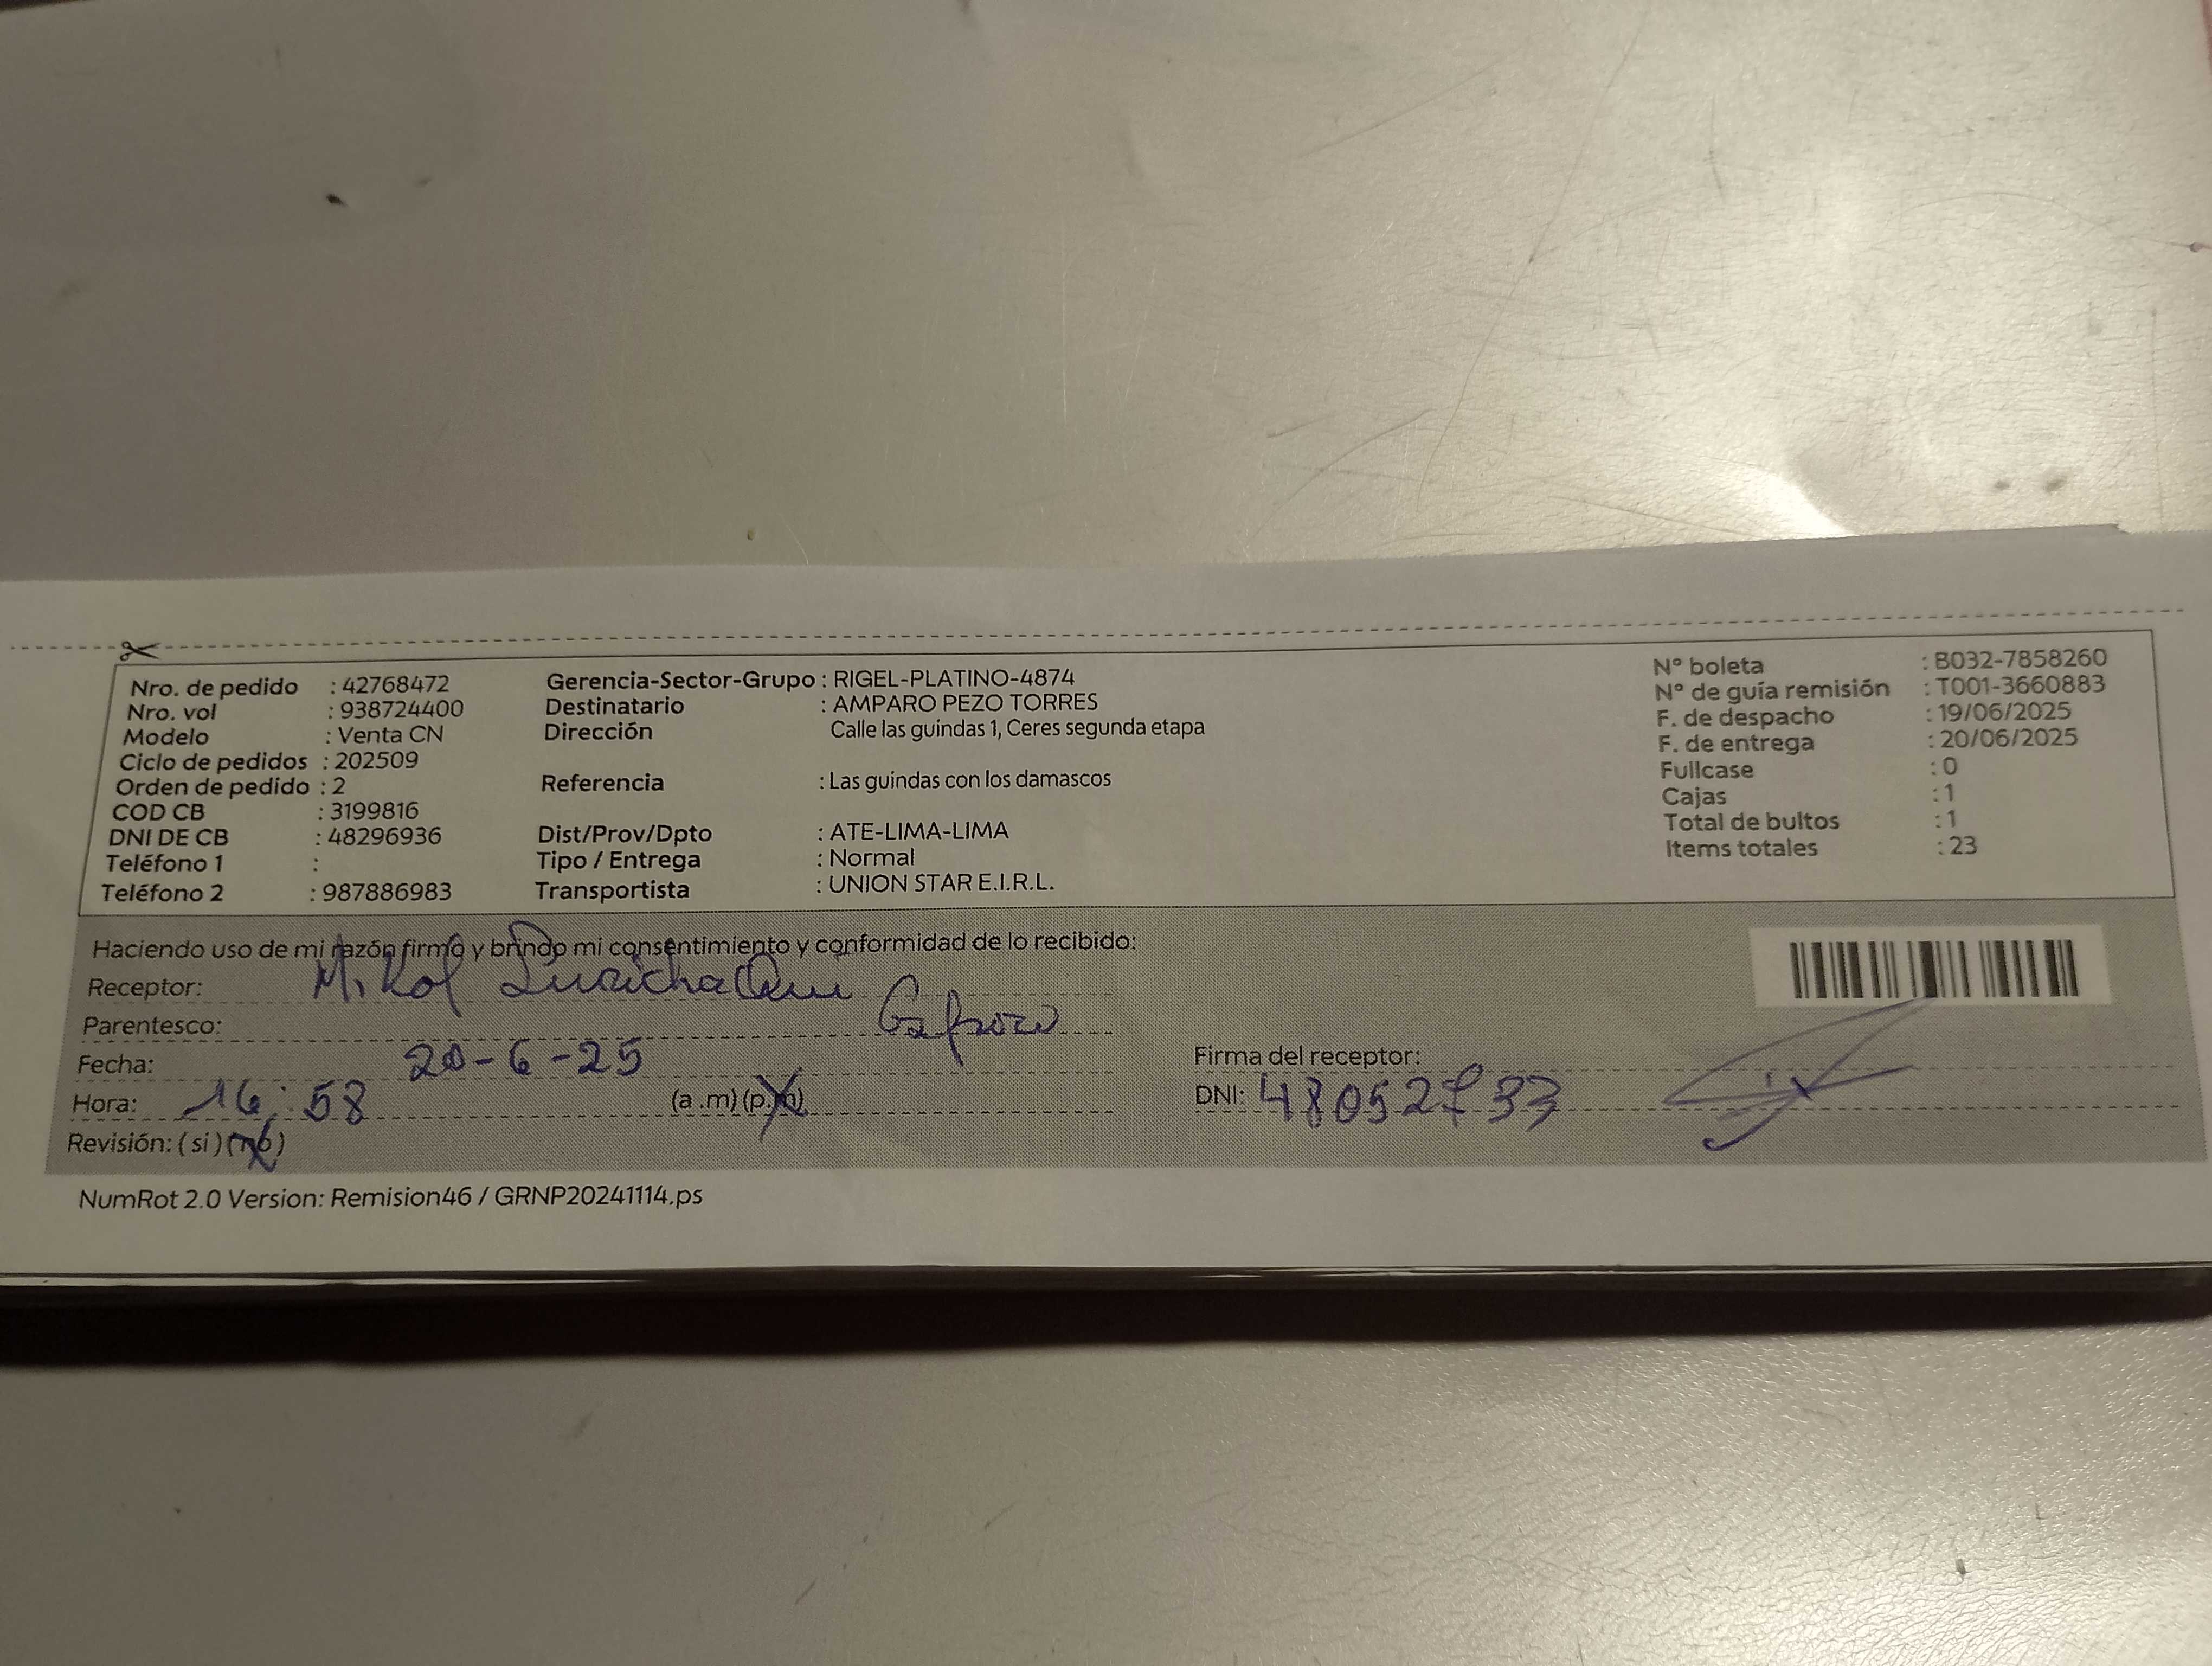 Nro. de pedido : 42768472
Nro. vol : 938724400
Modelo : Venta CN
Ciclo de pedidos : 202509
Orden de pedido : 2
COD CB : 3199816
DNI DE CB : 48296936
Teléfono 1 :
Teléfono 2 : 987886983
Gerencia-Sector-Grupo : RIGEL-PLATINO-4874
Destinatario : AMPARO PEZO TORRES
Dirección Calle las guindas 1, Ceres segunda etapa
Referencia : Las guindas con los damascos
Dist/Prov/Dpto : ATE-LIMA-LIMA
Tipo / Entrega : Normal
Transportista : UNION STAR E.I.R.L.
N° boleta : B032-7858260
N° de guía remisión : T001-3660883
F. de despacho : 19/06/2025
F. de entrega : 20/06/2025
Fullcase : 0
Cajas : 1
Total de bultos : 1
Items totales : 23
Haciendo uso de mi razón firmo y brindo mi consentimiento y conformidad de lo recibido:
Receptor:
Parentesco:
Fecha: 20-6-25
Hora: 16:58 (a.m) (p.m)
Revisión: ( si ) (no)
Firma del receptor:
DNI: 48052733
NumRot 2.0 Version: Remision46 / GRNP20241114.ps